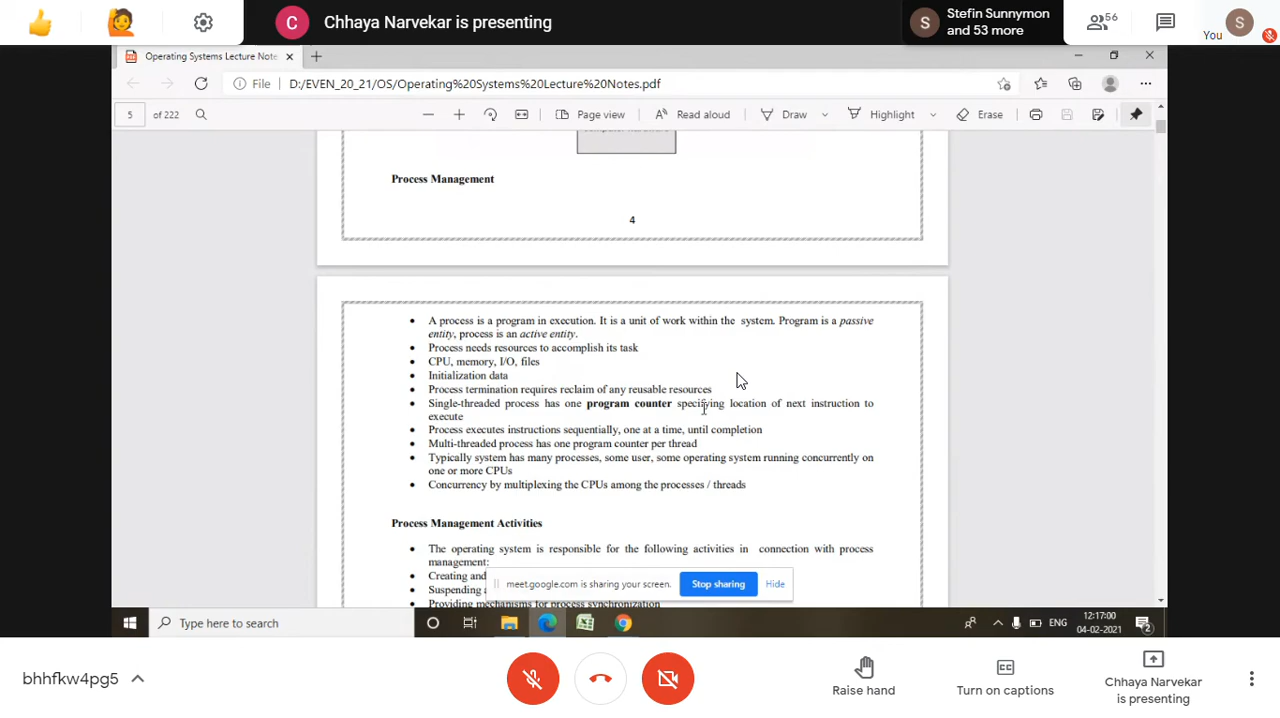 C
Chhaya Narvekar is presenting
S
Stefin Sunnymon
and 53 more
56
You
S
Operating Systems Lecture Note
File
D:/EVEN_20_21/OS/Operating%20Systems%20Lecture%20Notes.pdf
5
of 222
Page view
Read aloud
Draw
Highlight
Erase
Process Management
4
• A process is a program in execution. It is a unit of work within the system. Program is a passive
entity, process is an active entity.
• Process needs resources to accomplish its task
• CPU, memory, I/O, files
• Initialization data
• Process termination requires reclaim of any reusable resources
• Single-threaded process has one program counter specifying location of next instruction to
execute
• Process executes instructions sequentially, one at a time, until completion
• Multi-threaded process has one program counter per thread
• Typically system has many processes, some user, some operating system running concurrently on
one or more CPUs
• Concurrency by multiplexing the CPUs among the processes / threads
Process Management Activities
• The operating system is responsible for the following activities in connection with process
management:
• Creating and
• Suspending a
• Providing mechanisms for process synchronization
meet.google.com is sharing your screen.
Stop sharing
Hide
Type here to search
ENG
12:17:00
04-02-2021
2
bhhfkw4pg5
Raise hand
Turn on captions
Chhaya Narvekar
is presenting